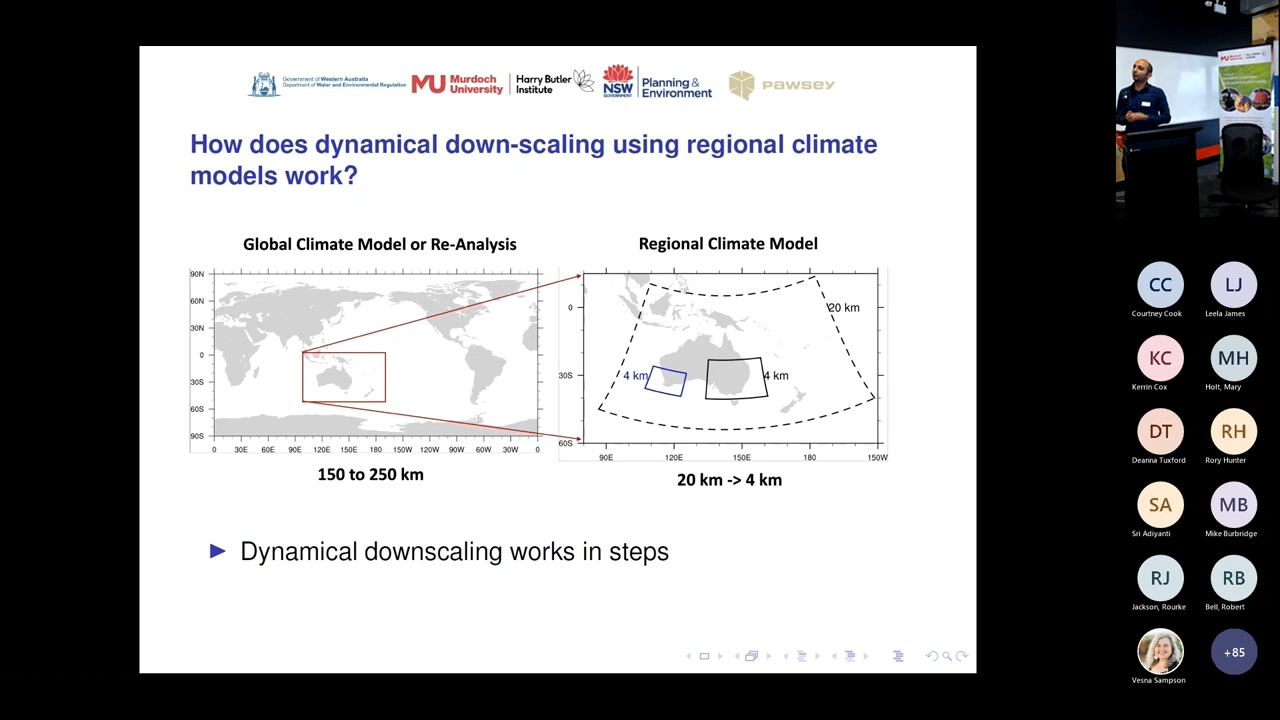 Government of Western Australia
Department of Water and Environmental Regulation
MU Murdoch University
Harry Butler Institute
NSW GOVERNMENT
Planning & Environment
PAWSEY
How does dynamical down-scaling using regional climate
models work?
Global Climate Model or Re-Analysis
90N
60N
30N
0
30S
60S
90S
0 30E 60E 90E 120E 150E 180 150W 120W 90W 60W 30W 0
150 to 250 km
Regional Climate Model
0
30S
60S
20 km
4 km
4 km
90E 120E 150E 180 150W
20 km -> 4 km
Dynamical downscaling works in steps
CC
Courtney Cook
LJ
Leela James
KC
Kerrin Cox
MH
Holt, Mary
DT
Deanna Tuxford
RH
Rory Hunter
SA
Sri Adiyanti
MB
Mike Burbridge
RJ
Jackson, Rourke
RB
Bell, Robert
Vesna Sampson
+85